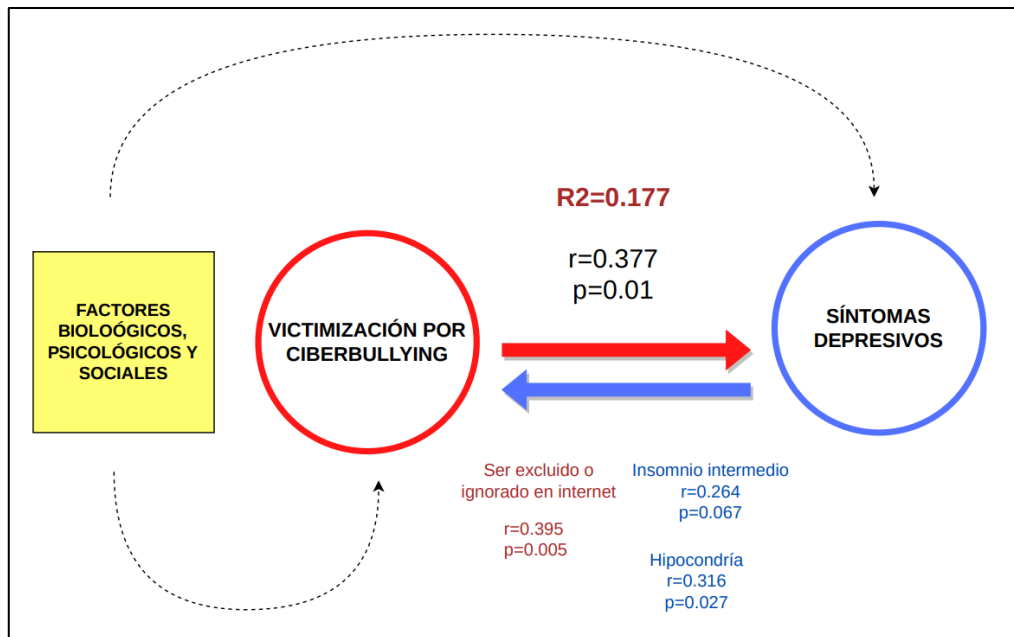 R2=0.177
r=0.377
p=0.01
FACTORES
BIOLOÓGICOS,
PSICOLÓGICOS Y
SOCIALES
VICTIMIZACIÓN POR
CIBERBULLYING
SÍNTOMAS
DEPRESIVOS
Ser excluido o
ignorado en internet
r=0.395
p=0.005
Insomnio intermedio
r=0.264
p=0.067
Hipocondría
r=0.316
p=0.027